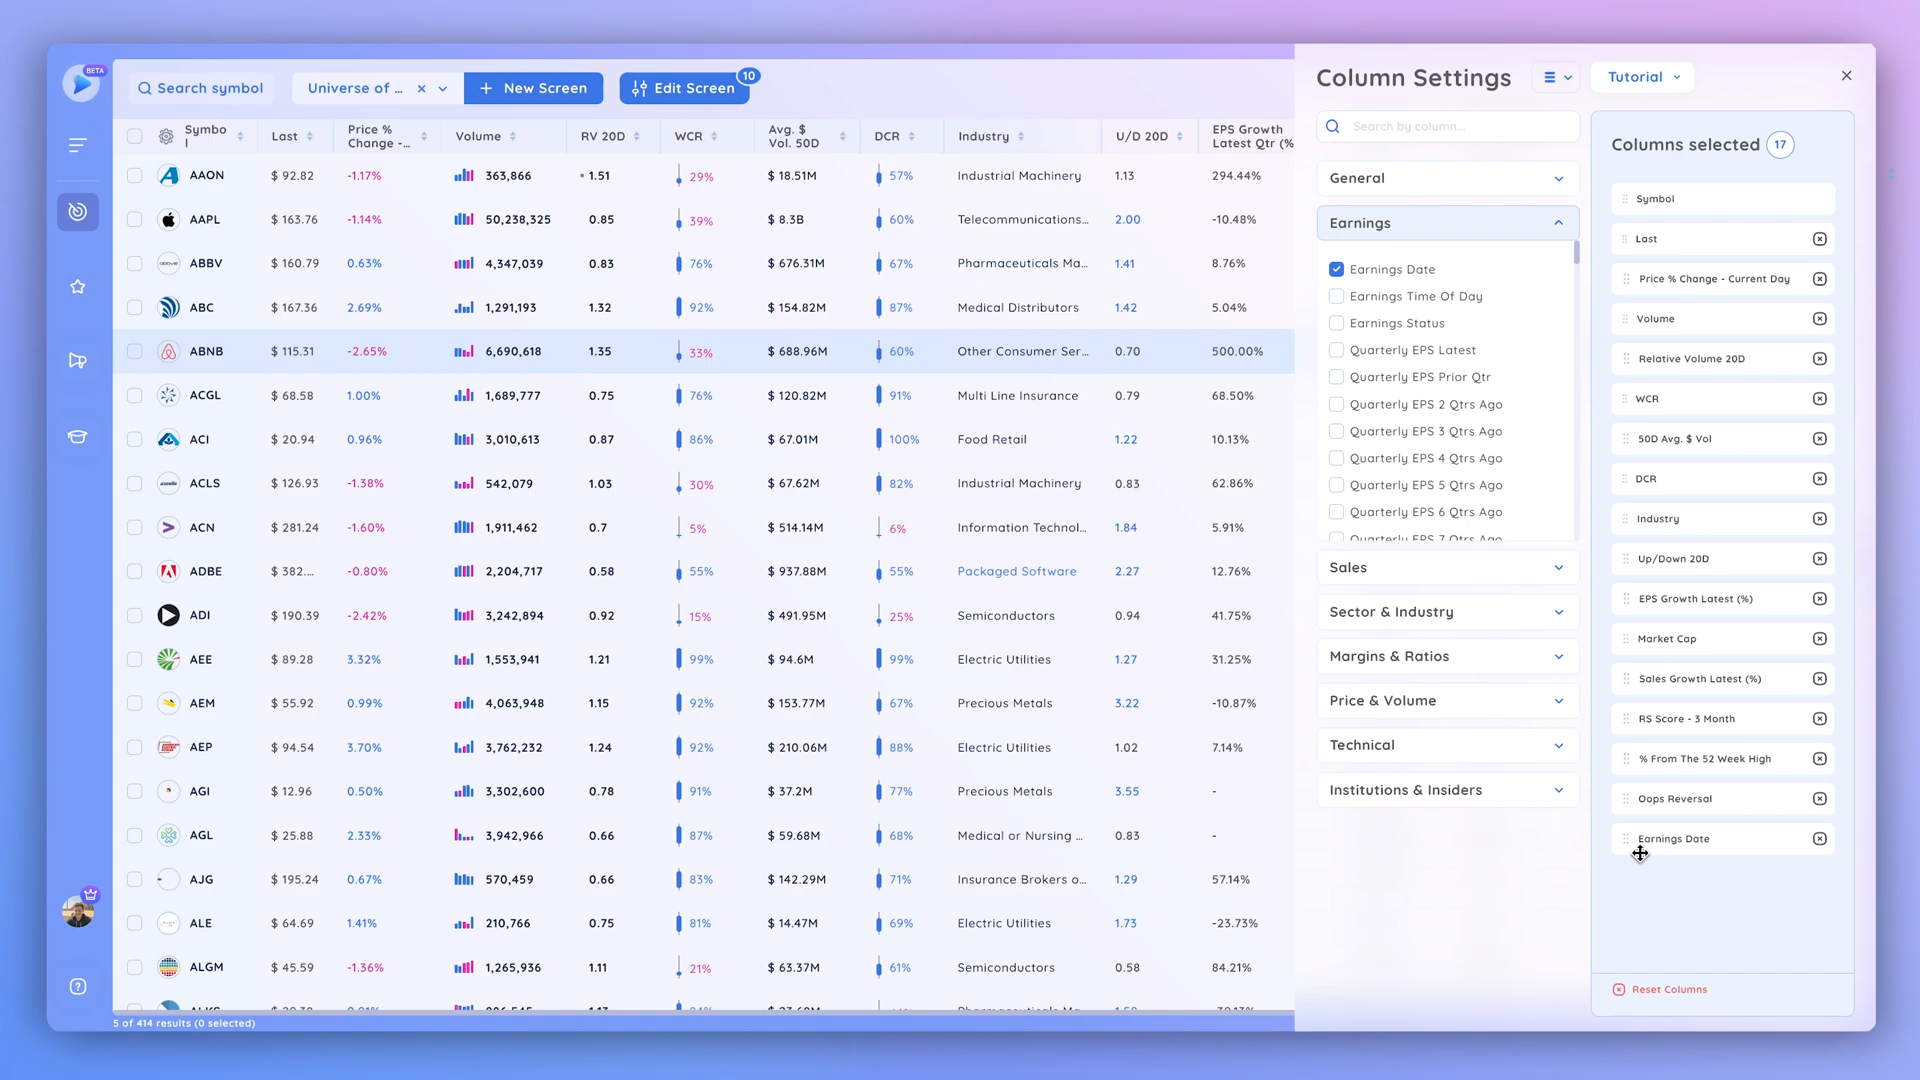 BETA
Search symbol
Universe of ...
New Screen
Edit Screen
10
Symbo
l
Last
Price %
Change -...
Volume
RV 20D
WCR
Avg. $
Vol. 50D
DCR
Industry
U/D 20D
EPS Growth
Latest Qtr (%
AAON $ 92.82 -1.17% 363,866 1.51 29% $ 18.51M 57% Industrial Machinery 1.13 294.44%
AAPL $ 163.76 -1.14% 50,238,325 0.85 39% $ 8.3B 60% Telecommunications... 2.00 -10.48%
ABBV $ 160.79 0.63% 4,347,039 0.83 76% $ 676.31M 67% Pharmaceuticals Ma... 1.41 8.76%
ABC $ 167.36 2.69% 1,291,193 1.32 92% $ 154.82M 87% Medical Distributors 1.42 5.04%
ABNB $ 115.31 -2.65% 6,690,618 1.35 33% $ 688.96M 60% Other Consumer Ser... 0.70 500.00%
ACGL $ 68.58 1.00% 1,689,777 0.75 76% $ 120.82M 91% Multi Line Insurance 0.79 68.50%
ACI $ 20.94 0.96% 3,010,613 0.87 86% $ 67.01M 100% Food Retail 1.22 10.13%
ACLS $ 126.93 -1.38% 542,079 1.03 30% $ 67.62M 82% Industrial Machinery 0.83 62.86%
ACN $ 281.24 -1.60% 1,911,462 0.7 5% $ 514.14M 6% Information Technol... 1.84 5.91%
ADBE $ 382.... -0.80% 2,204,717 0.58 55% $ 937.88M 55% Packaged Software 2.27 12.76%
ADI $ 190.39 -2.42% 3,242,894 0.92 15% $ 491.95M 25% Semiconductors 0.94 41.75%
AEE $ 89.28 3.32% 1,553,941 1.21 99% $ 94.6M 99% Electric Utilities 1.27 31.25%
AEM $ 55.92 0.99% 4,063,948 1.15 92% $ 153.77M 67% Precious Metals 3.22 -10.87%
AEP $ 94.54 3.70% 3,762,232 1.24 92% $ 210.06M 88% Electric Utilities 1.02 7.14%
AGI $ 12.96 0.50% 3,302,600 0.78 91% $ 37.2M 77% Precious Metals 3.55 -
AGL $ 25.88 2.33% 3,942,966 0.66 87% $ 59.68M 68% Medical or Nursing ... 0.83 -
AJG $ 195.24 0.67% 570,459 0.66 83% $ 142.29M 71% Insurance Brokers o... 1.29 57.14%
ALE $ 64.69 1.41% 210,766 0.75 81% $ 14.47M 69% Electric Utilities 1.73 -23.73%
ALGM $ 45.59 -1.36% 1,265,936 1.11 21% $ 63.37M 61% Semiconductors 0.58 84.21%
5 of 414 results (0 selected)
Column Settings
Tutorial
Search by column...
General
Earnings
Earnings Date
Earnings Time Of Day
Earnings Status
Quarterly EPS Latest
Quarterly EPS Prior Qtr
Quarterly EPS 2 Qtrs Ago
Quarterly EPS 3 Qtrs Ago
Quarterly EPS 4 Qtrs Ago
Quarterly EPS 5 Qtrs Ago
Quarterly EPS 6 Qtrs Ago
Quarterly EPS 7 Qtrs Ago
Sales
Sector & Industry
Margins & Ratios
Price & Volume
Technical
Institutions & Insiders
Columns selected 17
Symbol
Last
Price % Change - Current Day
Volume
Relative Volume 20D
WCR
50D Avg. $ Vol
DCR
Industry
Up/Down 20D
EPS Growth Latest (%)
Market Cap
Sales Growth Latest (%)
RS Score - 3 Month
% From The 52 Week High
Oops Reversal
Earnings Date
Reset Columns